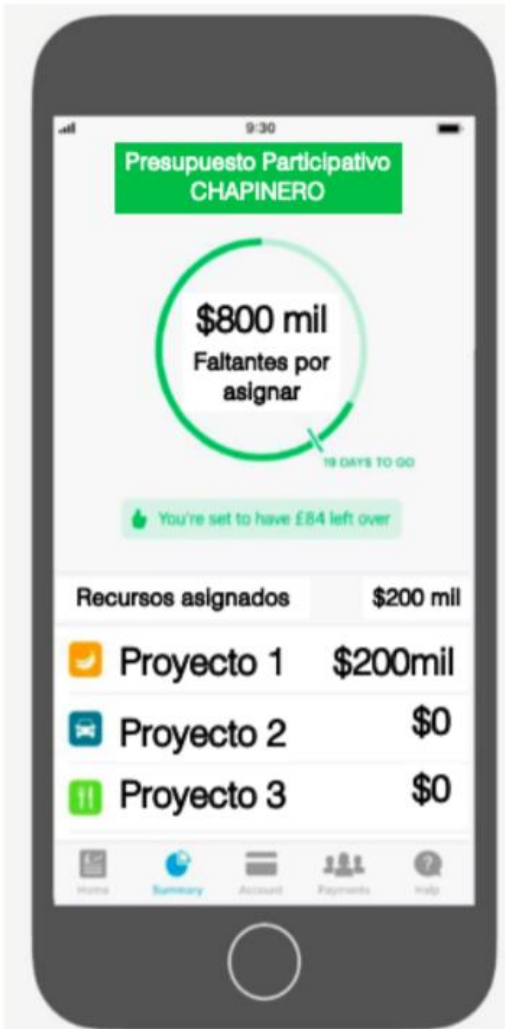 9:30
Presupuesto Participativo
CHAPINERO
$800 mil
Faltantes por
asignar
19 DAYS TO GO
You're set to have £84 left over
Recursos asignados $200 mil
Proyecto 1 $200mil
Proyecto 2 $0
Proyecto 3 $0
Home Summary Account Payments Help